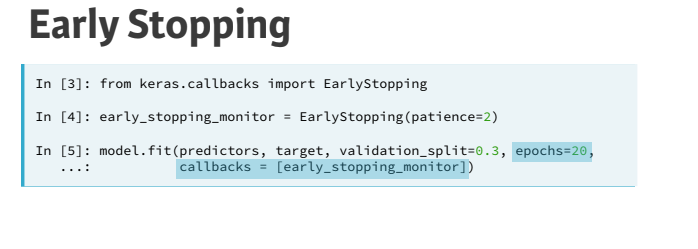 Early Stopping
In [3]: from keras.callbacks import EarlyStopping
In [4]: early_stopping_monitor = EarlyStopping(patience=2)
In [5]: model.fit(predictors, target, validation_split=0.3, epochs=20,
   ...:           callbacks = [early_stopping_monitor])